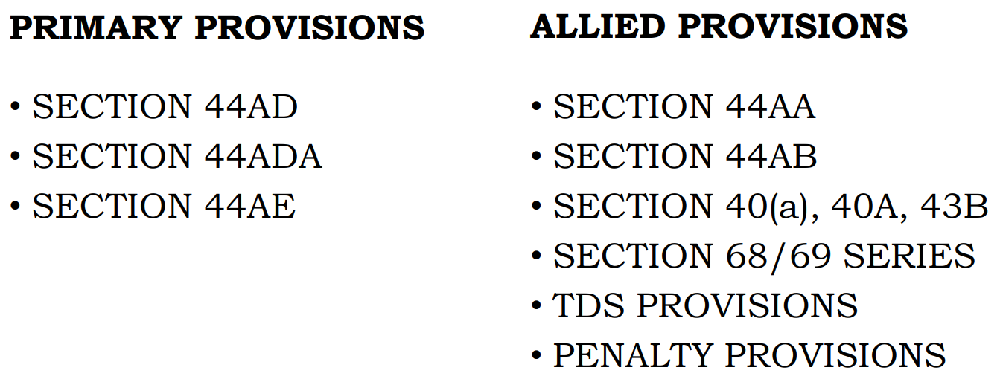 PRIMARY PROVISIONS
• SECTION 44AD
• SECTION 44ADA
• SECTION 44AE
ALLIED PROVISIONS
• SECTION 44AA
• SECTION 44AB
• SECTION 40(a), 40A, 43B
• SECTION 68/69 SERIES
• TDS PROVISIONS
• PENALTY PROVISIONS